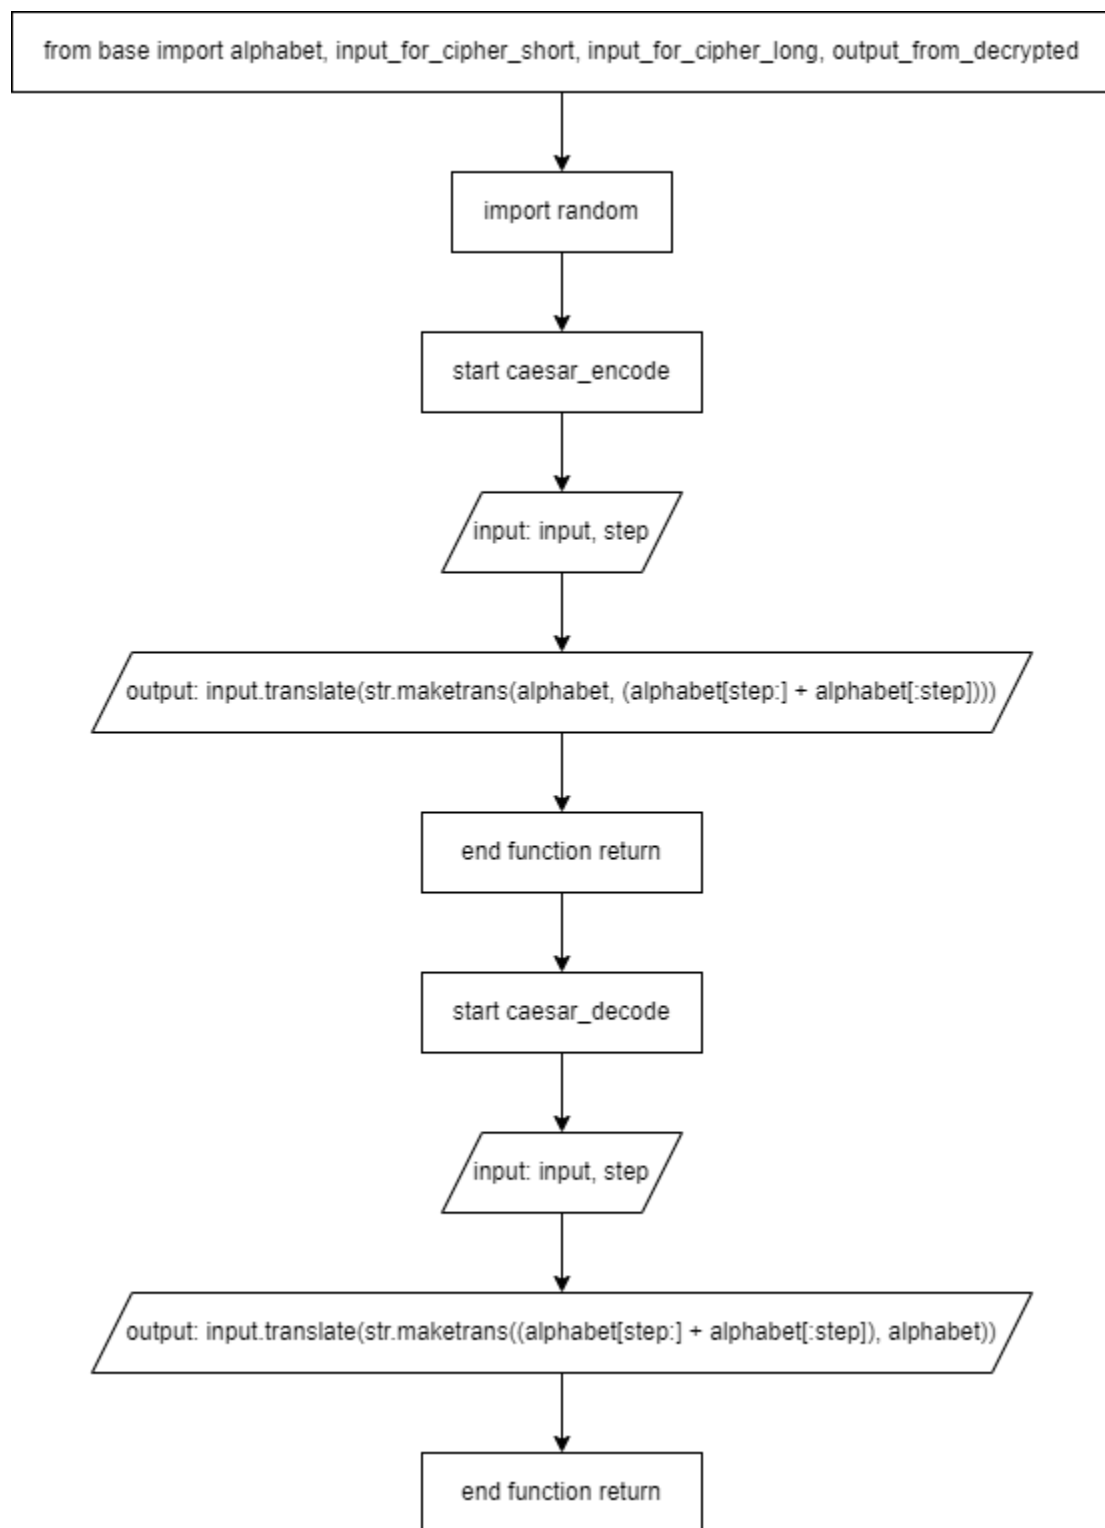 from base import alphabet, input_for_cipher_short, input_for_cipher_long, output_from_decrypted
import random
start caesar_encode
input: input, step
output: input.translate(str.maketrans(alphabet, (alphabet[step:] + alphabet[:step])))
end function return
start caesar_decode
input: input, step
output: input.translate(str.maketrans((alphabet[step:] + alphabet[:step]), alphabet))
end function return